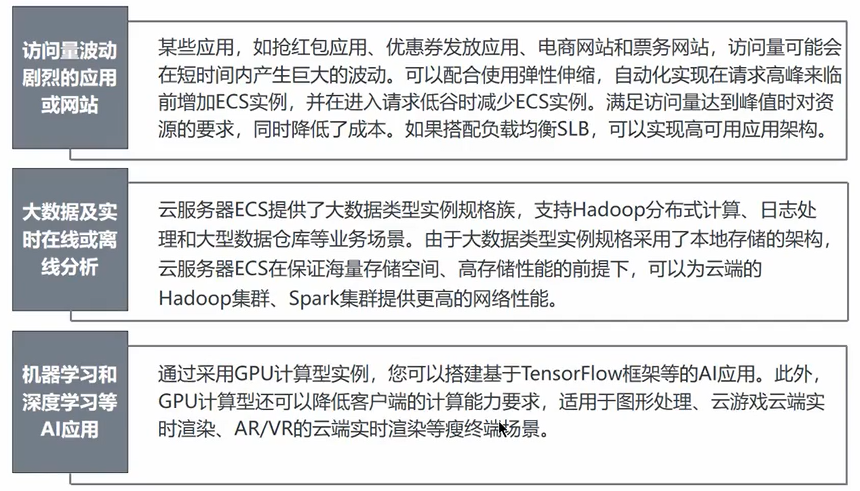 访问量波动
剧烈的应用
或网站
某些应用，如抢红包应用、优惠券发放应用、电商网站和票务网站，访问量可能会
在短时间内产生巨大的波动。可以配合使用弹性伸缩，自动化实现在请求高峰来临
前增加ECS实例，并在进入请求低谷时减少ECS实例。满足访问量达到峰值时对资
源的要求，同时降低了成本。如果搭配负载均衡SLB，可以实现高可用应用架构。
大数据及实
时在线或离
线分析
云服务器ECS提供了大数据类型实例规格族，支持Hadoop分布式计算、日志处
理和大型数据仓库等业务场景。由于大数据类型实例规格采用了本地存储的架构，
云服务器ECS在保证海量存储空间、高存储性能的前提下，可以为云端的
Hadoop集群、Spark集群提供更高的网络性能。
机器学习和
深度学习等
AI应用
通过采用GPU计算型实例，您可以搭建基于TensorFlow框架等的AI应用。此外，
GPU计算型还可以降低客户端的计算能力要求，适用于图形处理、云游戏云端实
时渲染、AR/VR的云端实时渲染等瘦终端场景。